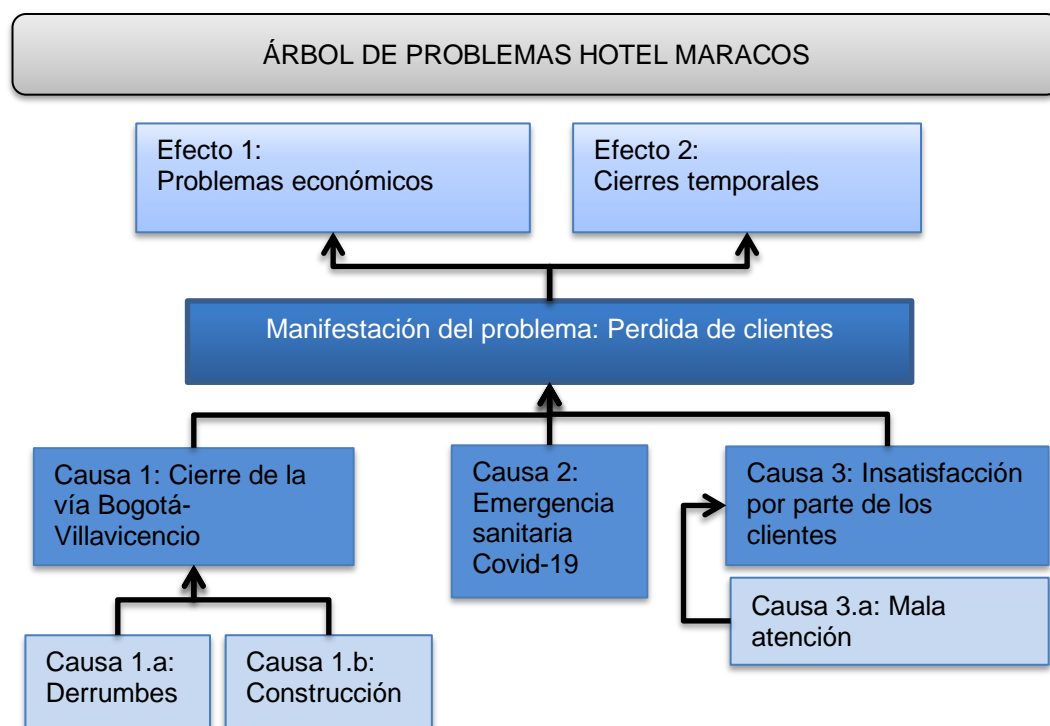 ÁRBOL DE PROBLEMAS HOTEL MARACOS
Efecto 1:
Problemas económicos
Efecto 2:
Cierres temporales
Manifestación del problema: Perdida de clientes
Causa 1: Cierre de la
vía Bogotá-
Villavicencio
Causa 2:
Emergencia
sanitaria
Covid-19
Causa 3: Insatisfacción
por parte de los
clientes
Causa 3.a: Mala
atención
Causa 1.a:
Derrumbes
Causa 1.b:
Construcción